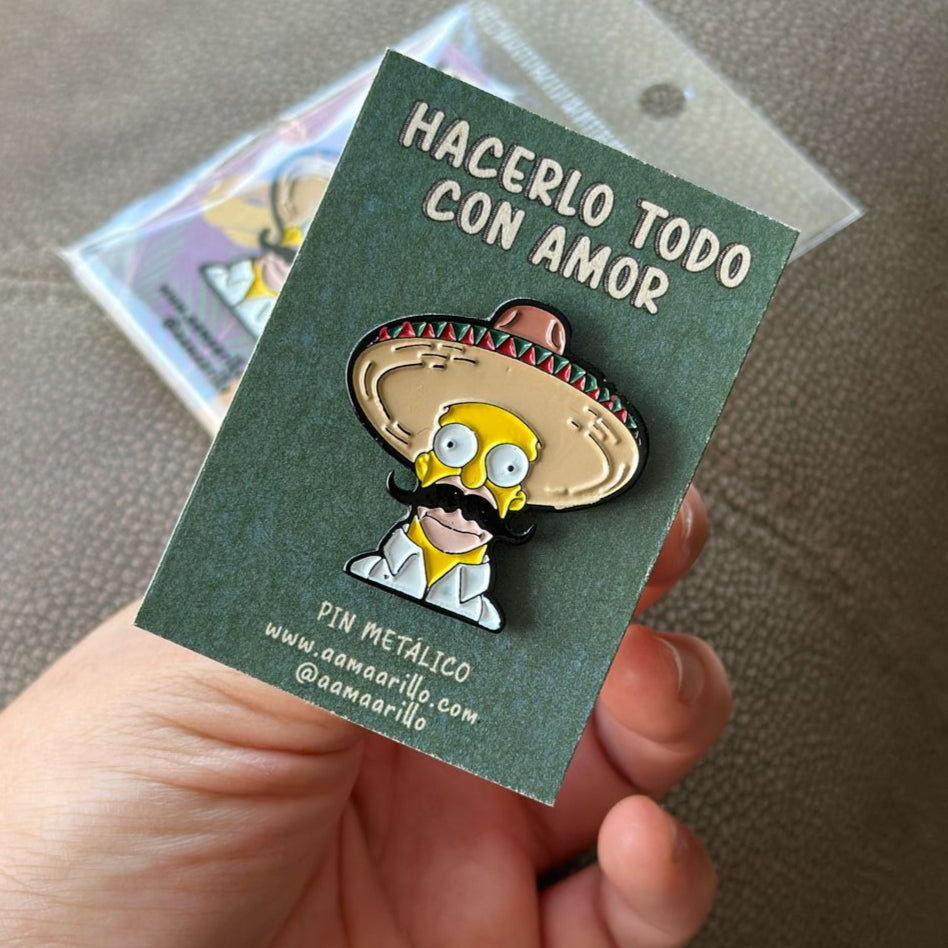 HACERLO TODO
CON AMOR
PIN METÁLICO
www.aamaarillo.com
@aamaarillo